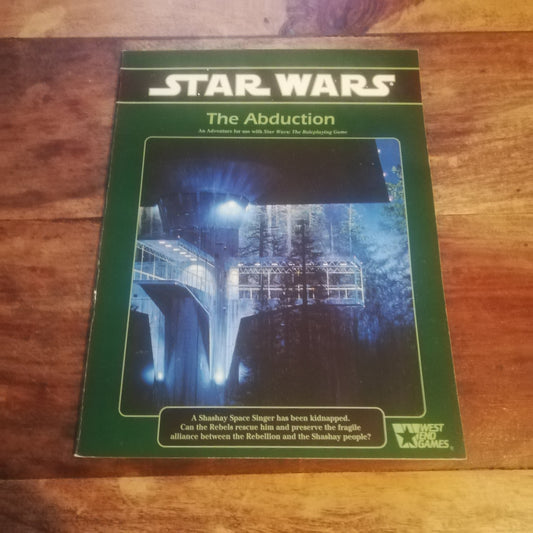 STAR WARS
The Abduction
An Adventure for use with Star Wars: The Roleplaying Game
A Shashay Space Singer has been kidnapped.
Can the Rebels rescue him and preserve the fragile
alliance between the Rebellion and the Shashay people?
WEST
END
GAMES